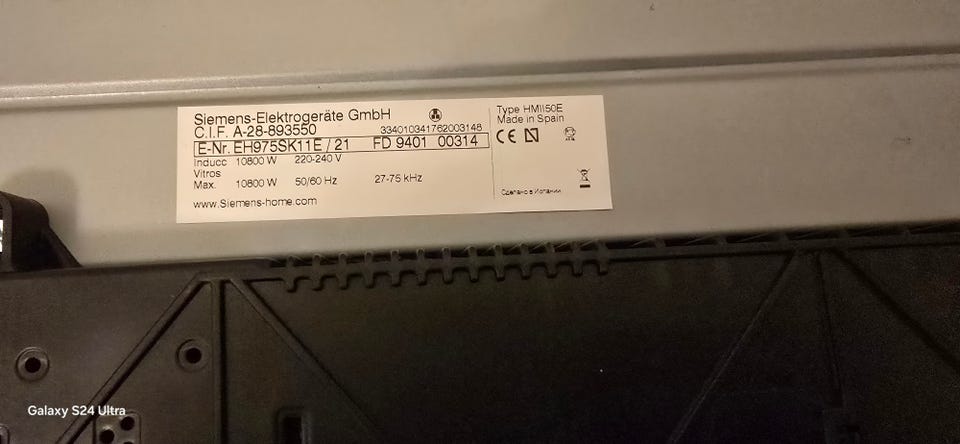 Siemens-Elektrogeräte GmbH
C.I.F. A-28-893550
334010341762003148
E-Nr. EH975SK11E / 21 FD 9401 00314
Inducc 10800 W 220-240 V
Vitros
Max. 10800 W 50/60 Hz 27-75 kHz
www.Siemens-home.com
Type HMI150E
Made in Spain
CE
Сделано в Испании
Galaxy S24 Ultra